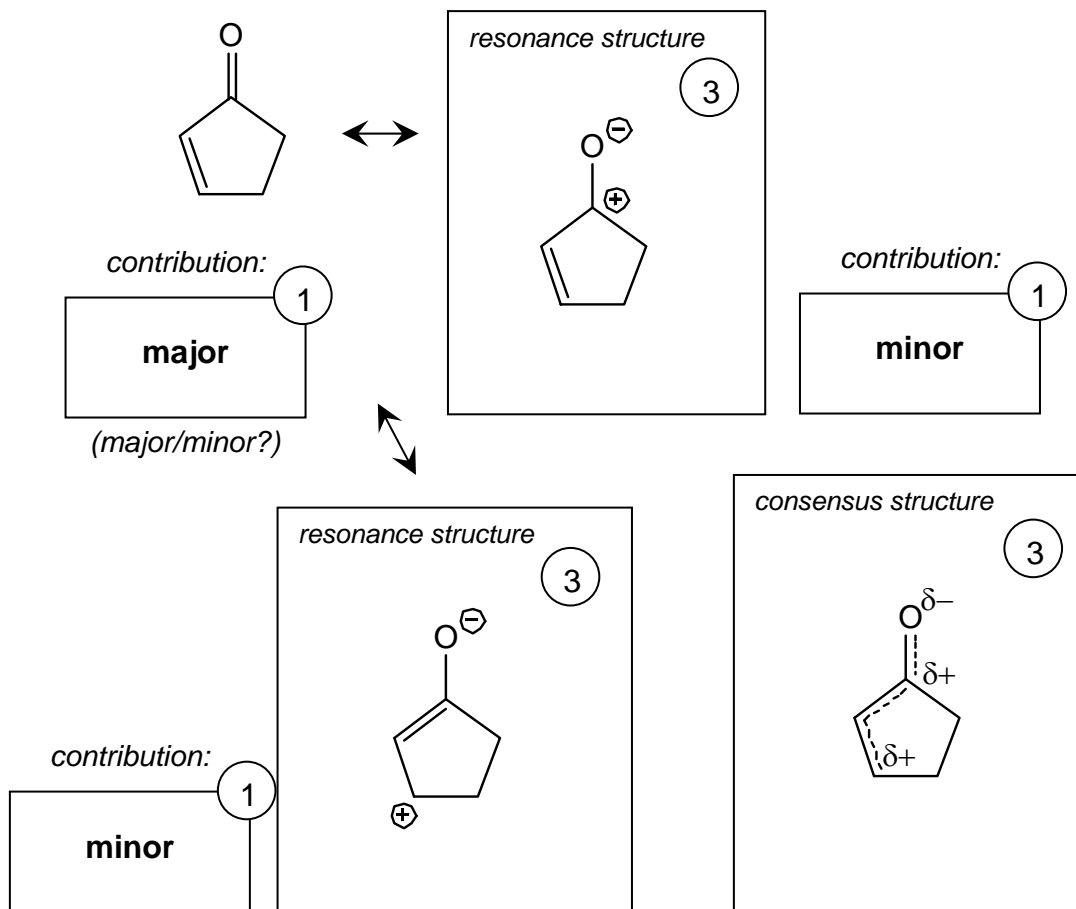 O
resonance structure
3
O −
+
contribution:
1
major
(major/minor?)
contribution:
1
minor
resonance structure
3
O −
+
contribution:
1
minor
consensus structure
3
O δ−
δ+
δ+